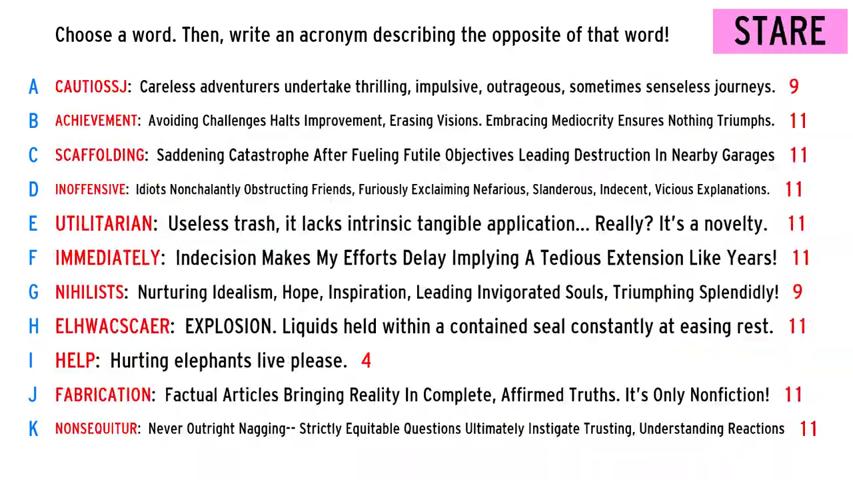 Choose a word. Then, write an acronym describing the opposite of that word! STARE
A CAUTIOSSJ: Careless adventurers undertake thrilling, impulsive, outrageous, sometimes senseless journeys. 9
B ACHIEVEMENT: Avoiding Challenges Halts Improvement, Erasing Visions. Embracing Mediocrity Ensures Nothing Triumphs. 11
C SCAFFOLDING: Saddening Catastrophe After Fueling Futile Objectives Leading Destruction In Nearby Garages 11
D INOFFENSIVE: Idiots Nonchalantly Obstructing Friends, Furiously Exclaiming Nefarious, Slanderous, Indecent, Vicious Explanations. 11
E UTILITARIAN: Useless trash, it lacks intrinsic tangible application... Really? It's a novelty. 11
F IMMEDIATELY: Indecision Makes My Efforts Delay Implying A Tedious Extension Like Years! 11
G NIHILISTS: Nurturing Idealism, Hope, Inspiration, Leading Invigorated Souls, Triumphing Splendidly! 9
H ELHWACSCAER: EXPLOSION. Liquids held within a contained seal constantly at easing rest. 11
I HELP: Hurting elephants live please. 4
J FABRICATION: Factual Articles Bringing Reality In Complete, Affirmed Truths. It's Only Nonfiction! 11
K NONSEQUITUR: Never Outright Nagging-- Strictly Equitable Questions Ultimately Instigate Trusting, Understanding Reactions 11